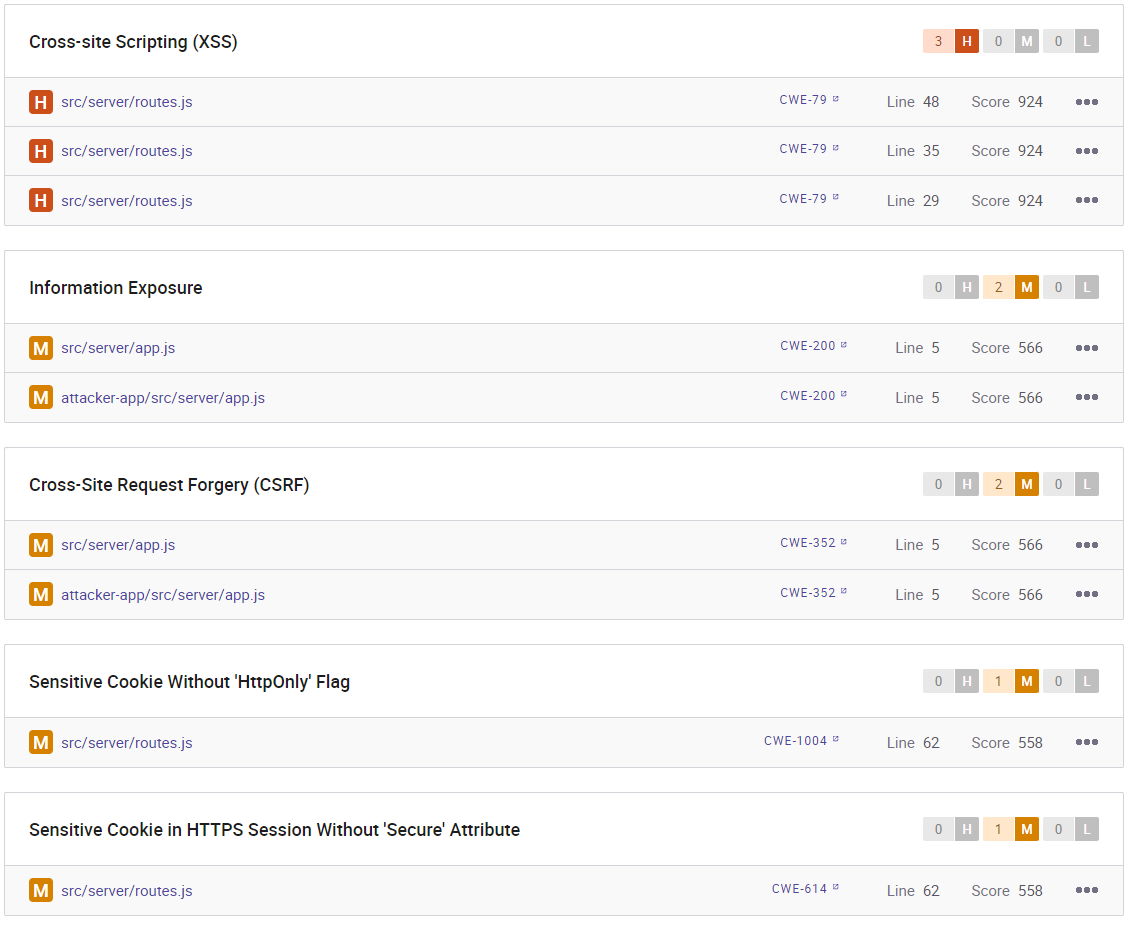 Cross-site Scripting (XSS) 3 H 0 M 0 L
H src/server/routes.js CWE-79 Line 48 Score 924
H src/server/routes.js CWE-79 Line 35 Score 924
H src/server/routes.js CWE-79 Line 29 Score 924
Information Exposure 0 H 2 M 0 L
M src/server/app.js CWE-200 Line 5 Score 566
M attacker-app/src/server/app.js CWE-200 Line 5 Score 566
Cross-Site Request Forgery (CSRF) 0 H 2 M 0 L
M src/server/app.js CWE-352 Line 5 Score 566
M attacker-app/src/server/app.js CWE-352 Line 5 Score 566
Sensitive Cookie Without 'HttpOnly' Flag 0 H 1 M 0 L
M src/server/routes.js CWE-1004 Line 62 Score 558
Sensitive Cookie in HTTPS Session Without 'Secure' Attribute 0 H 1 M 0 L
M src/server/routes.js CWE-614 Line 62 Score 558